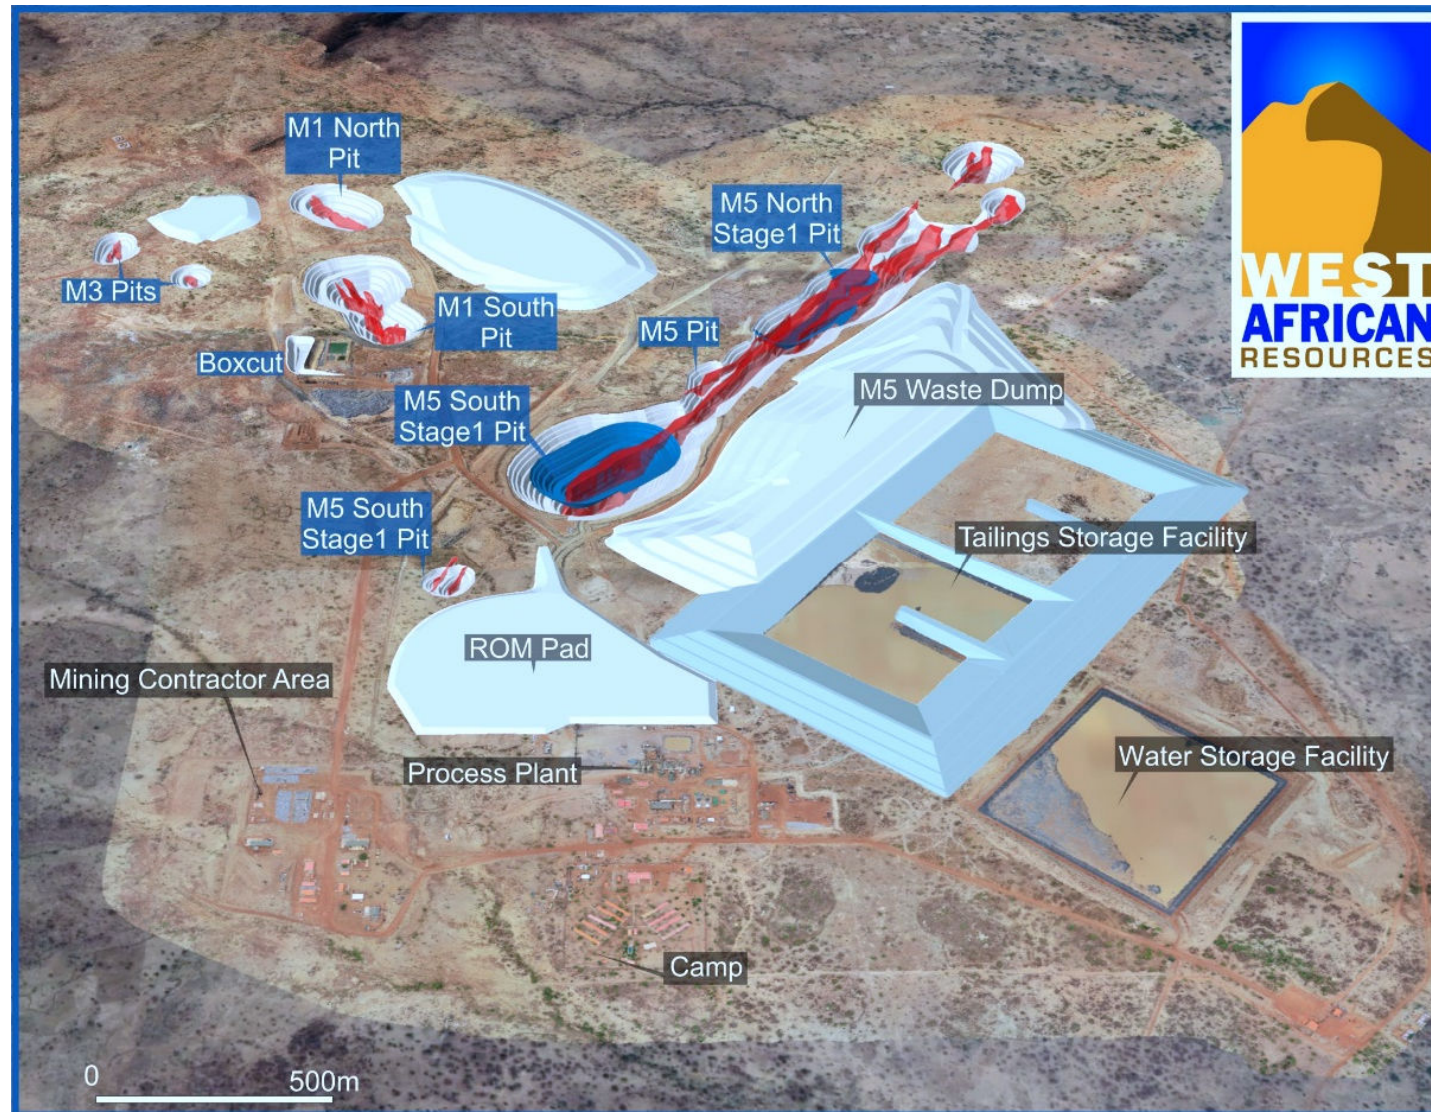 M1 North
Pit
WEST
AFRICAN
RESOURCES
M5 North
Stage1 Pit
M3 Pits
M1 South
Pit
M5 Pit
Boxcut
M5 Waste Dump
M5 South
Stage1 Pit
M5 South
Stage1 Pit
Tailings Storage Facility
ROM Pad
Mining Contractor Area
Process Plant
Water Storage Facility
Camp
0
500m